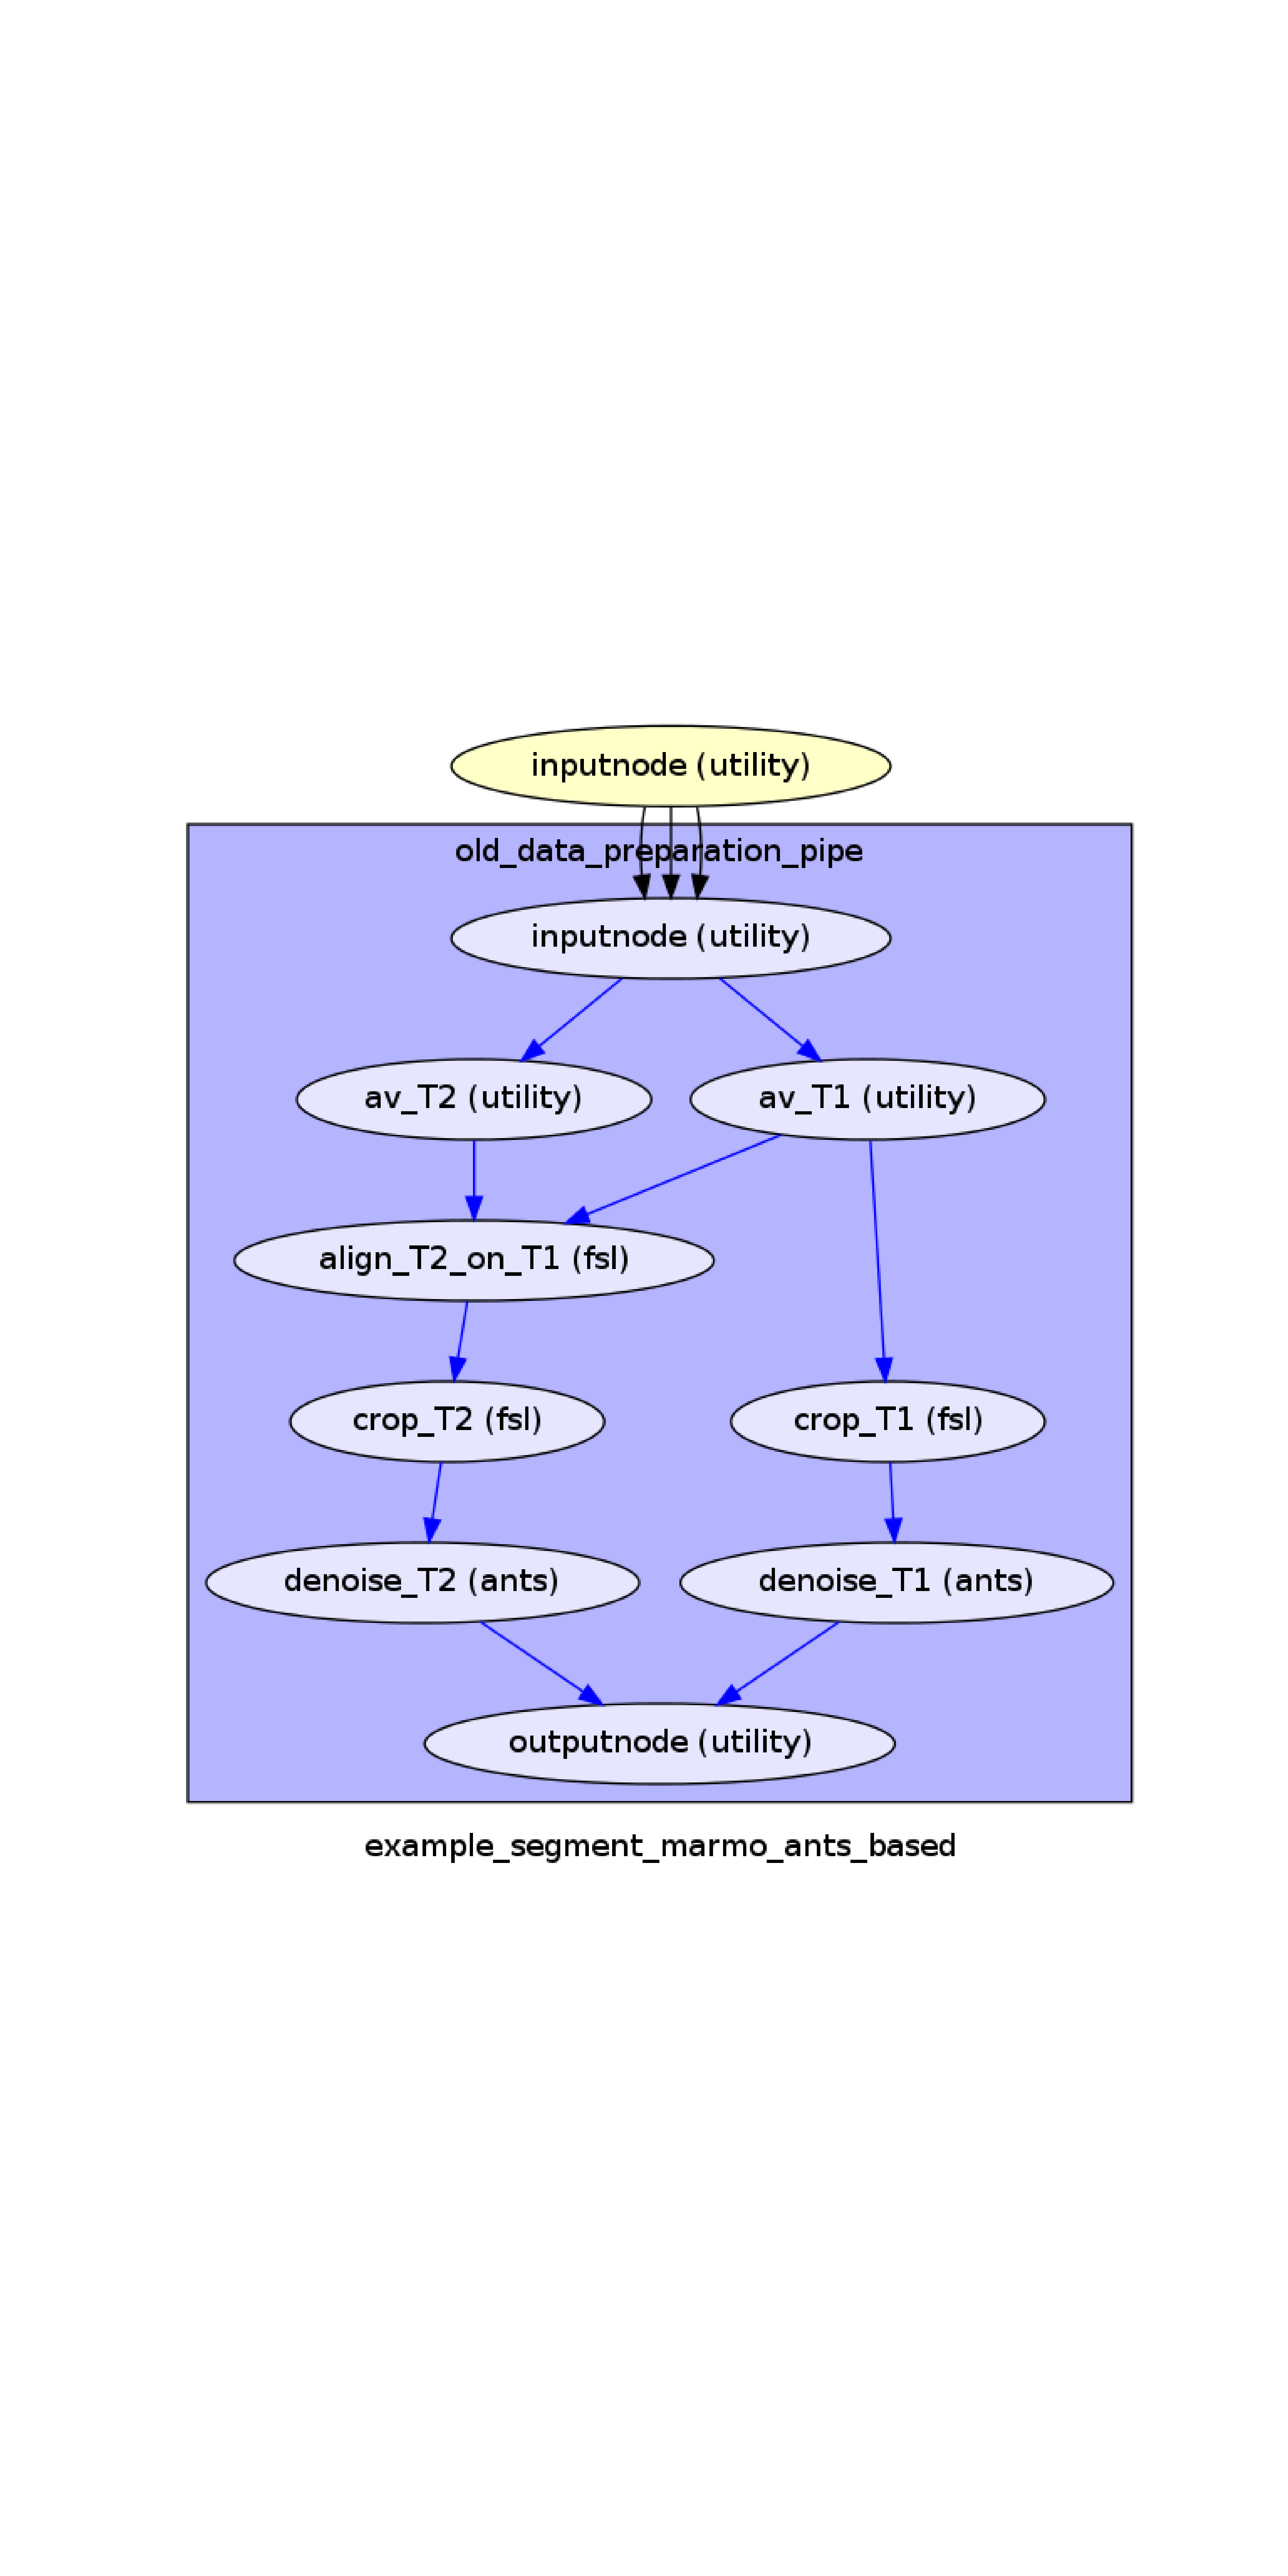 inputnode (utility)
old_data_preparation_pipe
inputnode (utility)
av_T2 (utility)
av_T1 (utility)
align_T2_on_T1 (fsl)
crop_T2 (fsl)
crop_T1 (fsl)
denoise_T2 (ants)
denoise_T1 (ants)
outputnode (utility)
example_segment_marmo_ants_based